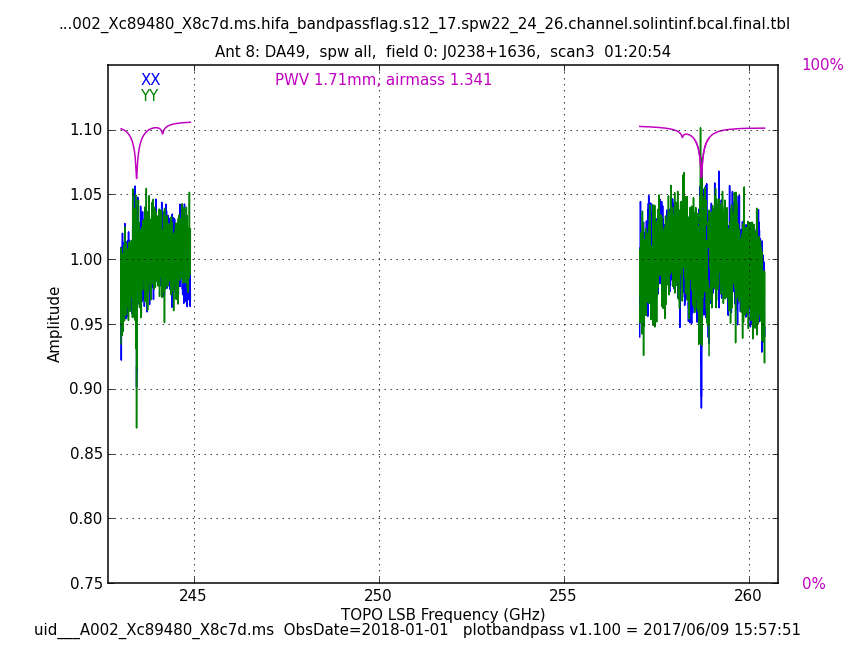 ...002_Xc89480_X8c7d.ms.hifa_bandpassflag.s12_17.spw22_24_26.channel.solintinf.bcal.final.tbl
Ant 8: DA49,  spw all,  field 0: J0238+1636,  scan3  01:20:54
100%
XX
PWV 1.71mm, airmass 1.341
YY
1.10
1.05
1.00
0.95
0.90
0.85
0.80
0.75
Amplitude
0%
245
250
255
260
TOPO LSB Frequency (GHz)
uid___A002_Xc89480_X8c7d.ms  ObsDate=2018-01-01   plotbandpass v1.100 = 2017/06/09 15:57:51